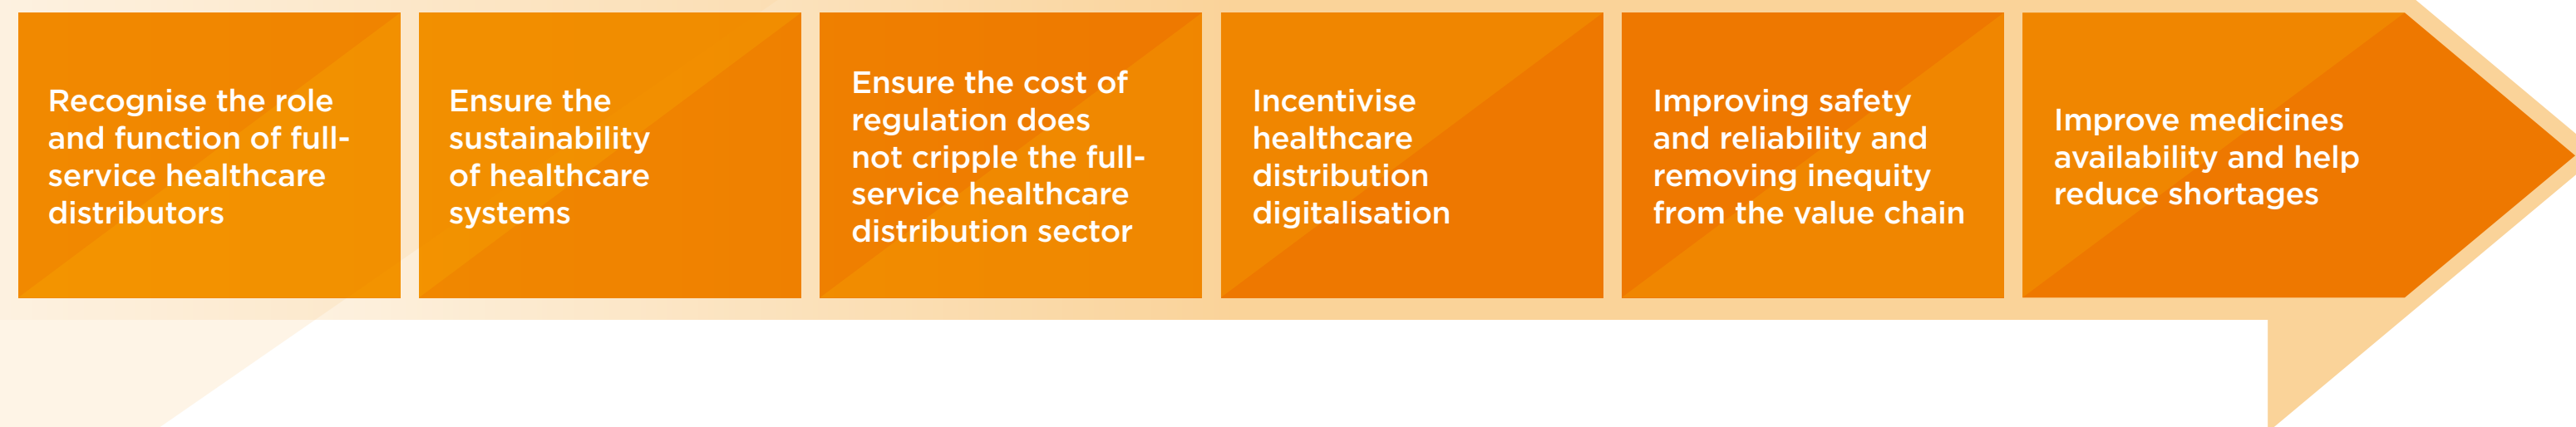 Recognise the role
and function of full-
service healthcare
distributors
Ensure the
sustainability
of healthcare
systems
Ensure the cost of
regulation does
not cripple the full-
service healthcare
distribution sector
Incentivise
healthcare
distribution
digitalisation
Improving safety
and reliability and
removing inequity
from the value chain
Improve medicines
availability and help
reduce shortages